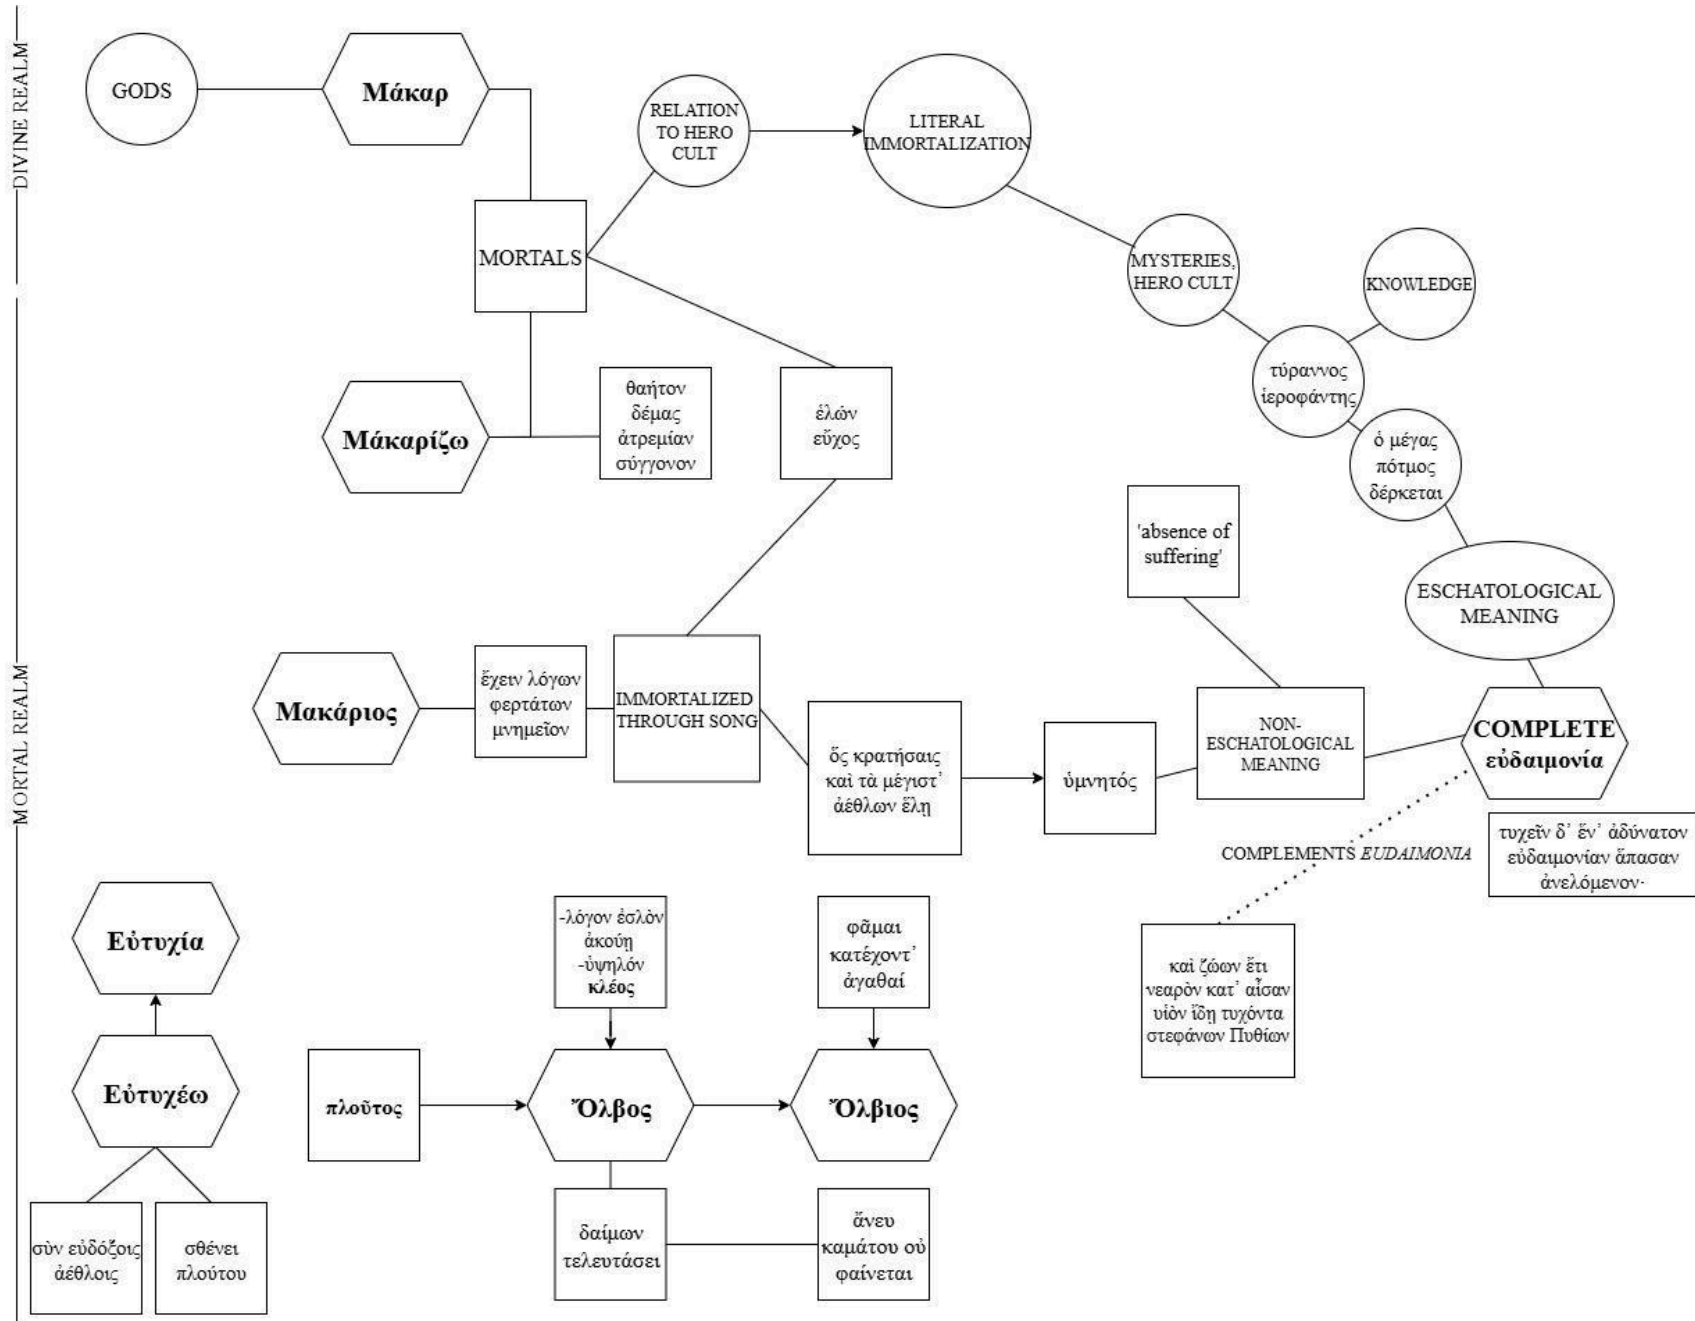 DIVINE REALM
MORTAL REALM
GODS
Μάκαρ
RELATION
TO HERO
CULT
LITERAL
IMMORTALIZATION
MORTALS
MYSTERIES,
HERO CULT
KNOWLEDGE
τύραννος
ἱεροφάντης
ὁ μέγας
πότμος
δέρκεται
Μάκαρίζω
θαήτον
δέμας
ἀτρεμίαν
σύγγονον
ἑλών
εὖχος
'absence of
suffering'
ESCHATOLOGICAL
MEANING
Μακάριος
ἔχειν λόγων
φερτάτων
μνημεῖον
IMMORTALIZED
THROUGH SONG
ὅς κρατήσαις
καὶ τὰ μέγιστ’
ἀέθλων ἕλῃ
ὑμνητός
NON-
ESCHATOLOGICAL
MEANING
COMPLETE
εὐδαιμονία
COMPLEMENTS EUDAIMONIA
τυχεῖν δ’ ἕν’ ἀδύνατον
εὐδαιμονίαν ἅπασαν
ἀνελόμενον·
καὶ ζώων ἔτι
νεαρὸν κατ’ αἶσαν
υἱὸν ἴδῃ τυχόντα
στεφάνων Πυθίων
Εὐτυχία
Εὐτυχέω
σὺν εὐδόξοις
ἀέθλοις
σθένει
πλούτου
-λόγον ἐσλὸν
ἀκούῃ
-ὑψηλόν
κλέος
φᾶμαι
κατέχοντ’
ἀγαθαί
πλοῦτος
Ὄλβος
Ὄλβιος
δαίμων
τελευτάσει
ἄνευ
καμάτου οὐ
φαίνεται